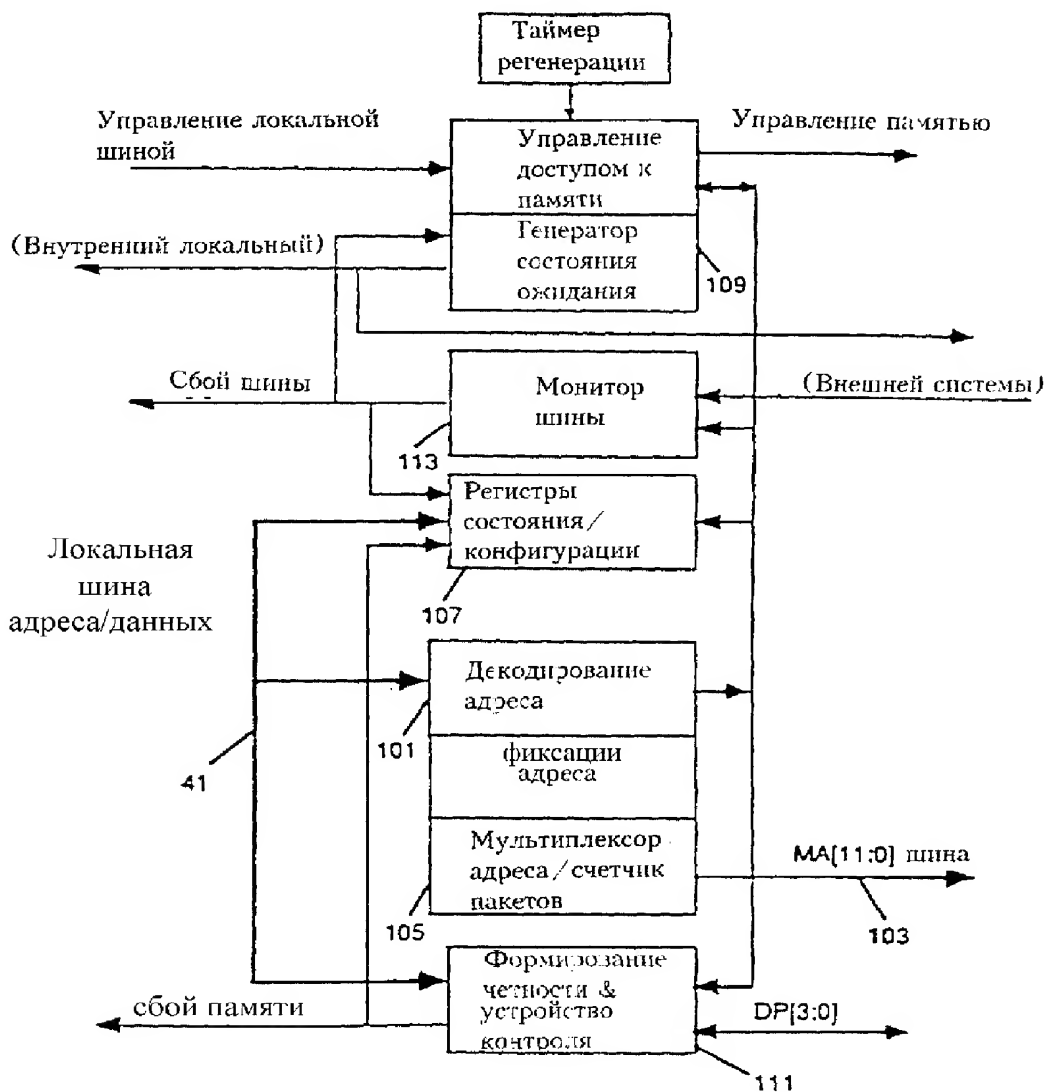 Таймер
регенерации
Управление локальной
шиной
Управление
доступом к
памяти
Управление памятью
(Внутренний локальный)
Генератор
состояния
ожидания
109
Сбой шины
Монитор
шины
(Внешней системы)
113
Регистры
состояния/
конфигурации
107
Локальная
шина
адреса/данных
Декодирование
адреса
101
41
фиксации
адреса
Мультиплексор
адреса/счетчик
пакетов
105
MA[11:0] шина
103
Формирование
четности &
устройство
контроля
сбой памяти
DP[3:0]
111